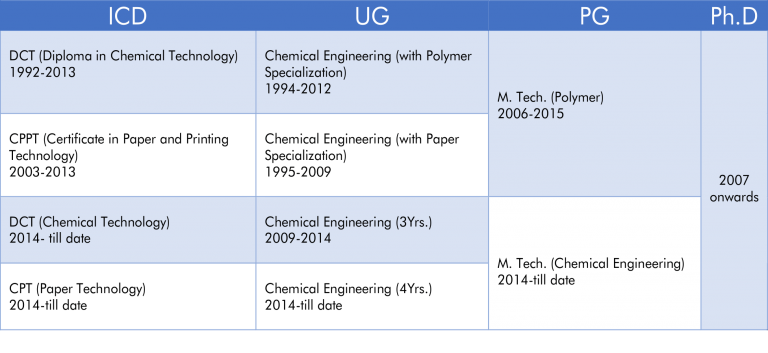 ICD
UG
PG
Ph.D
DCT (Diploma in Chemical Technology)
1992-2013
Chemical Engineering (with Polymer
Specialization)
1994-2012
M. Tech. (Polymer)
2006-2015
2007
onwards
CPPT (Certificate in Paper and Printing
Technology)
2003-2013
Chemical Engineering (with Paper
Specialization)
1995-2009
DCT (Chemical Technology)
2014- till date
Chemical Engineering (3Yrs.)
2009-2014
M. Tech. (Chemical Engineering)
2014-till date
CPT (Paper Technology)
2014-till date
Chemical Engineering (4Yrs.)
2014-till date